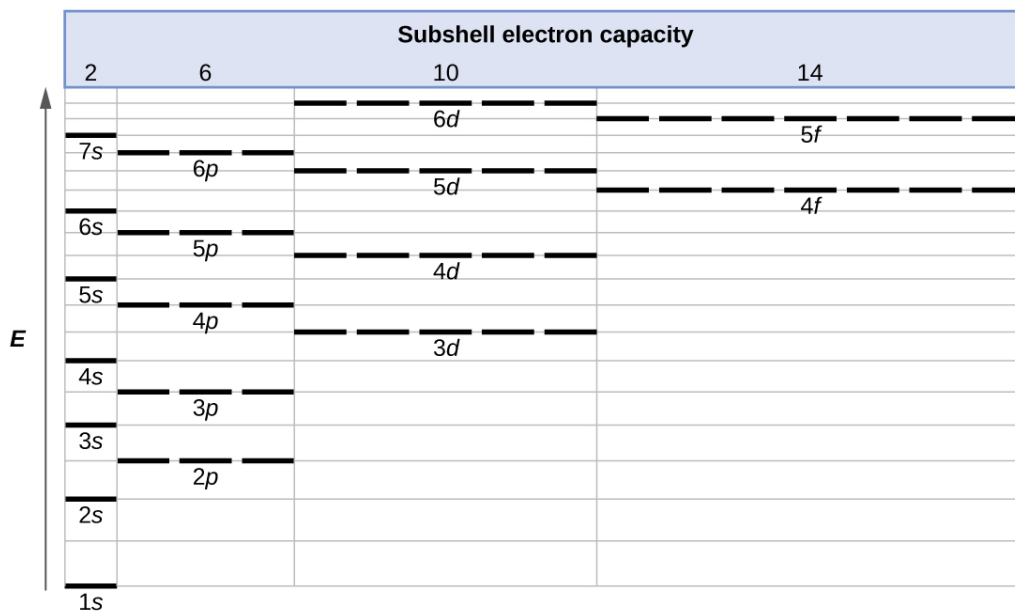 Subshell electron capacity
2 6 10 14
6d
5f
7s
6p
5d
4f
6s
5p
4d
5s
4p
E
3d
4s
3p
3s
2p
2s
1s